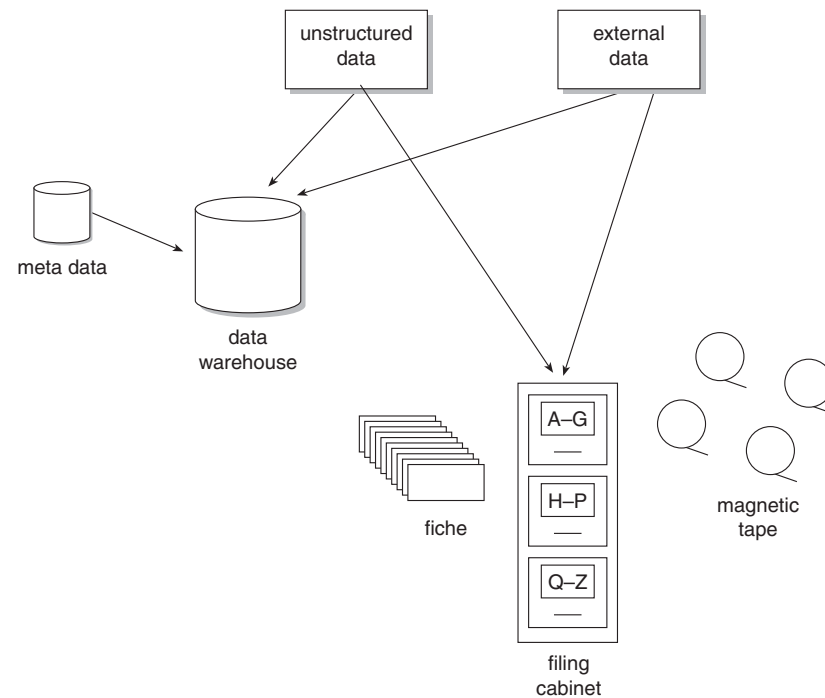 unstructured
data
external
data
meta data
data
warehouse
A–G
H–P
Q–Z
fiche
magnetic
tape
filing
cabinet